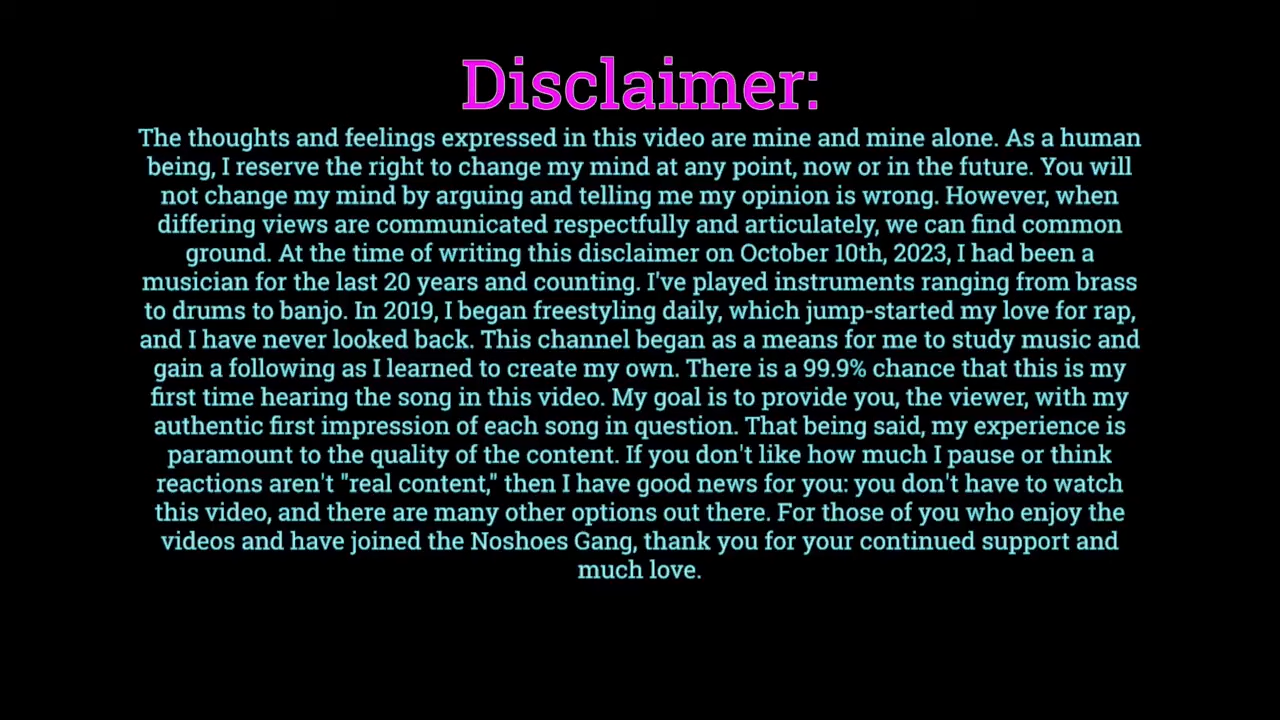 Disclaimer:
The thoughts and feelings expressed in this video are mine and mine alone. As a human
being, I reserve the right to change my mind at any point, now or in the future. You will
not change my mind by arguing and telling me my opinion is wrong. However, when
differing views are communicated respectfully and articulately, we can find common
ground. At the time of writing this disclaimer on October 10th, 2023, I had been a
musician for the last 20 years and counting. I've played instruments ranging from brass
to drums to banjo. In 2019, I began freestyling daily, which jump-started my love for rap,
and I have never looked back. This channel began as a means for me to study music and
gain a following as I learned to create my own. There is a 99.9% chance that this is my
first time hearing the song in this video. My goal is to provide you, the viewer, with my
authentic first impression of each song in question. That being said, my experience is
paramount to the quality of the content. If you don't like how much I pause or think
reactions aren't "real content," then I have good news for you: you don't have to watch
this video, and there are many other options out there. For those of you who enjoy the
videos and have joined the Noshoes Gang, thank you for your continued support and
much love.